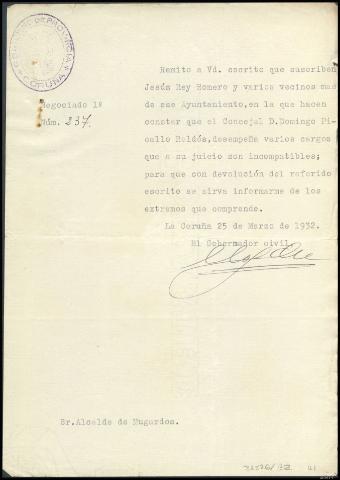 CORUÑA
Negociado 1º
Núm. 237.
Remito a Vd. escrito que suscriben
Jesús Rey Romero y varios vecinos mas
de ese Ayuntamiento, en la que hacen
constar que el Concejal D. Domingo Pi-
callo Roldós, desempeña varios cargos
que a su juicio son incompatibles;
para que con devolución del referido
escrito se sirva informarme de los
extremos que comprende.
La Coruña 25 de Marzo de 1932.
El Gobernador civil.
Sr. Alcalde de Mugardos.